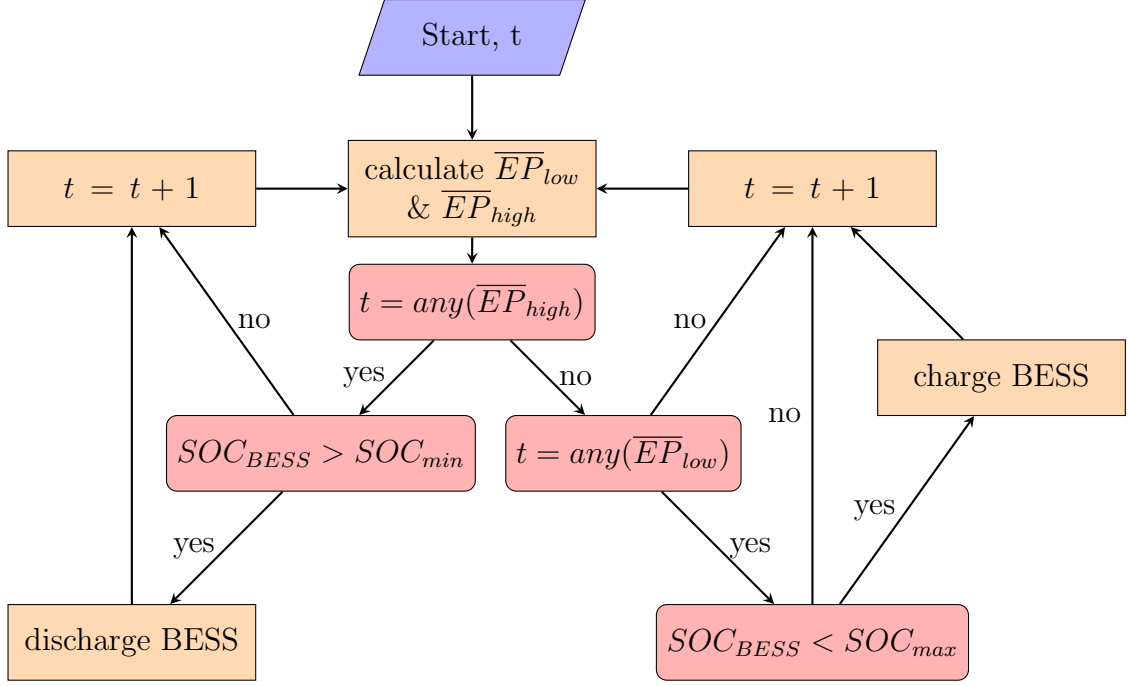 Start, t
t = t + 1
calculate $\overline{EP}_{low}$
& $\overline{EP}_{high}$
t = t + 1
$t = any(\overline{EP}_{high})$
no
no
yes
no
charge BESS
no
$SOC_{BESS} > SOC_{min}$
$t = any(\overline{EP}_{low})$
yes
yes
yes
discharge BESS
$SOC_{BESS} < SOC_{max}$